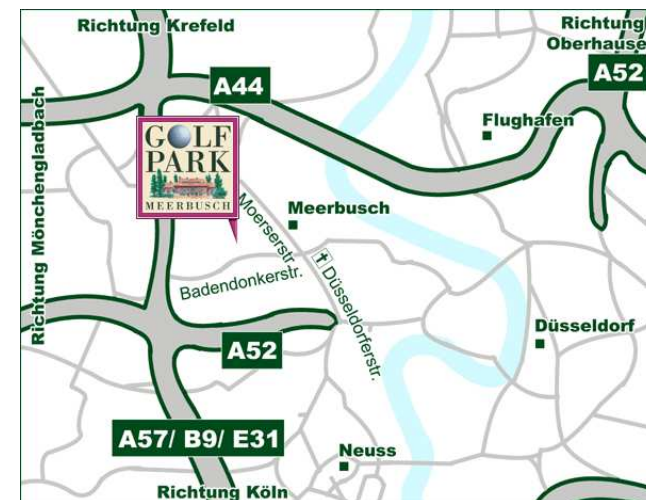 Richtung Krefeld
Richtung
Oberhause
A52
A44
Flughafen
Richtung Mönchengladbach
GOLF
PARK
MEERBUSCH
Moerserstr.
Meerbusch
Badendonkerstr.
Düsseldorferstr.
Düsseldorf
A52
A57/ B9/ E31
Neuss
Richtung Köln